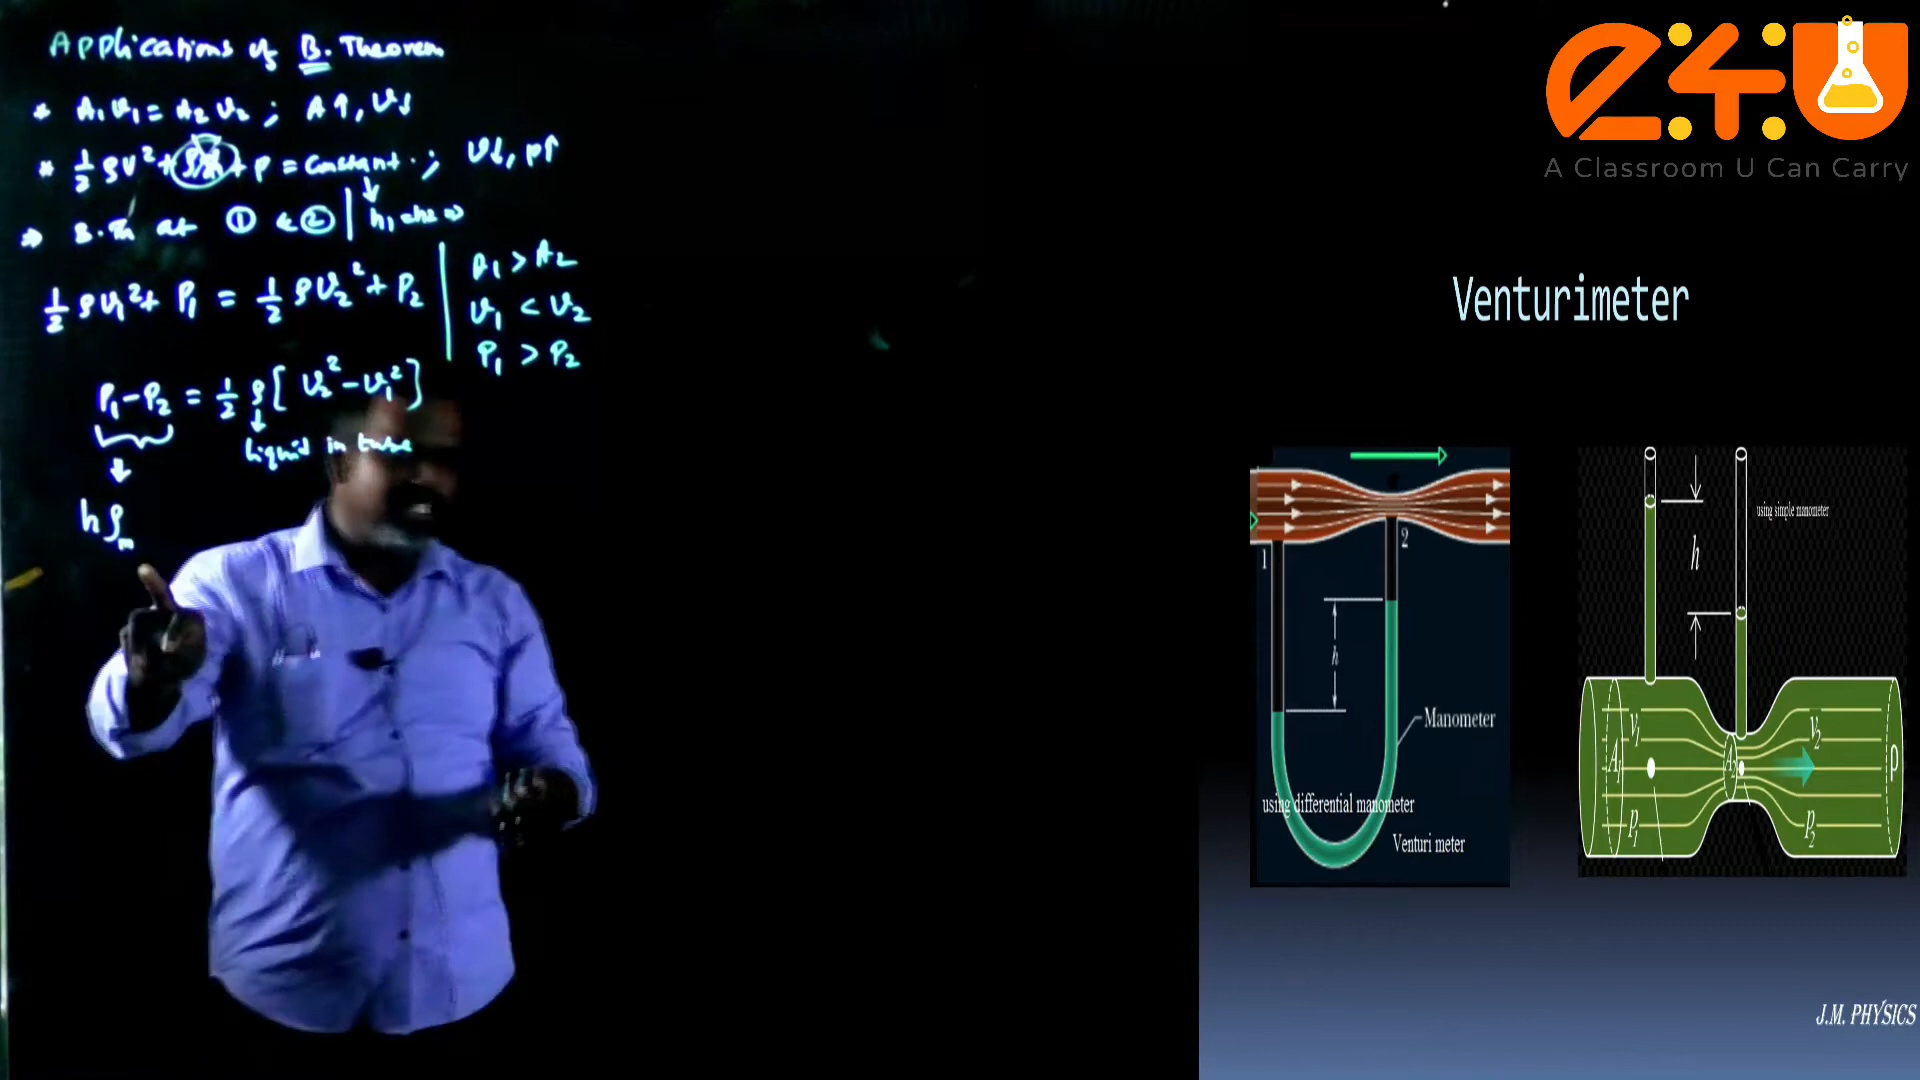 Applications of B. Theorem
* A₁v₁ = A₂v₂ ; A↑, v↓
* ½ρv² + ρgh + P = Constant. ; v↓, p↑
⇒ B.Th at ① & ② | h₁ = h₂ ⇒
½ρv₁² + P₁ = ½ρv₂² + P₂
A₁ > A₂
v₁ < v₂
P₁ > P₂
P₁ - P₂ = ½ρ[v₂² - v₁²]
Liquid in tube
hρₘ
e4U
A Classroom U Can Carry
Venturimeter
1
2
h
Manometer
using differential manometer
Venturi meter
using simple manometer
h
A₁
v₁
p₁
A₂
v₂
p₂
ρ
J.M. PHYSICS